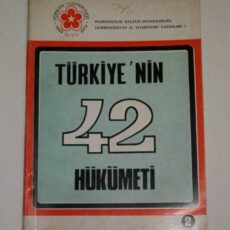 BAŞBAKANLIK KÜLTÜR MÜSTEŞARLIĞI
CUMHURİYETİN 50. YILDÖNÜMÜ YAYINLARI
TÜRKİYE'NİN
42
HÜKÜMETİ
2